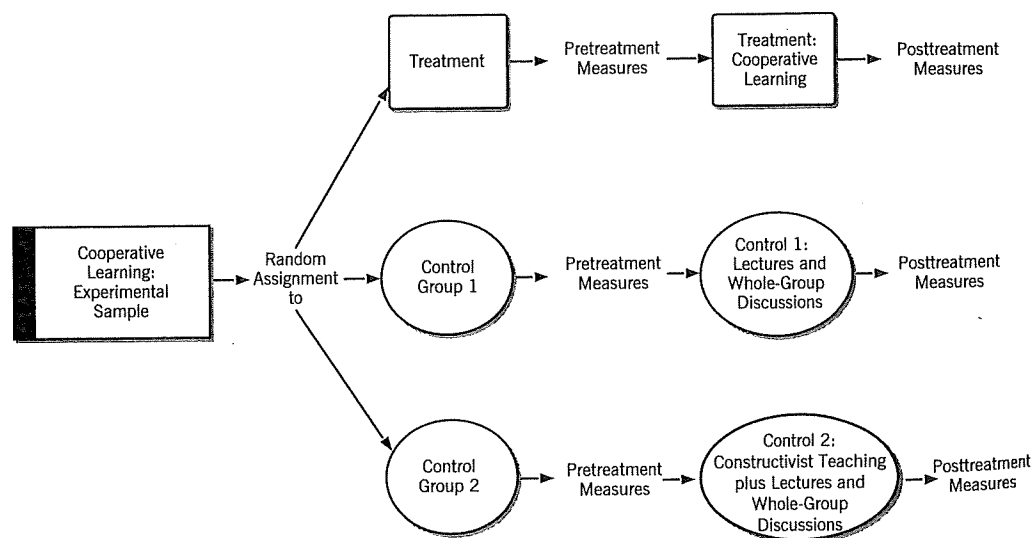 Treatment
Pretreatment
Measures
Treatment:
Cooperative
Learning
Posttreatment
Measures
Cooperative
Learning:
Experimental
Sample
Random
Assignment
to
Control
Group 1
Pretreatment
Measures
Control 1:
Lectures and
Whole-Group
Discussions
Posttreatment
Measures
Control
Group 2
Pretreatment
Measures
Control 2:
Constructivist Teaching
plus Lectures and
Whole-Group
Discussions
Posttreatment
Measures